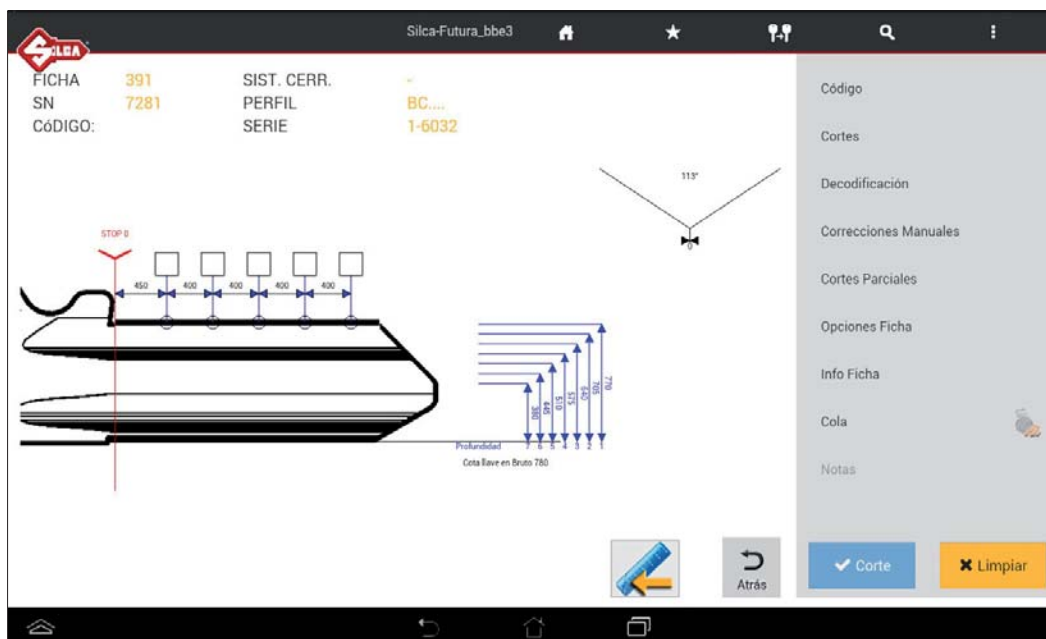 Silca-Futura_bbe3
SILCA
FICHA 391 SIST. CERR. -
SN 7281 PERFIL BC....
CóDIGO: SERIE 1-6032
113°
0
STOP 0
450 400 400 400 400
770
705
640
575
510
445
380
Profundidad 7 6 5 4 3 2 1
Cota llave en Bruto 780
Código
Cortes
Decodificación
Correcciones Manuales
Cortes Parciales
Opciones Ficha
Info Ficha
Cola
Notas
Atrás
Corte
Limpiar